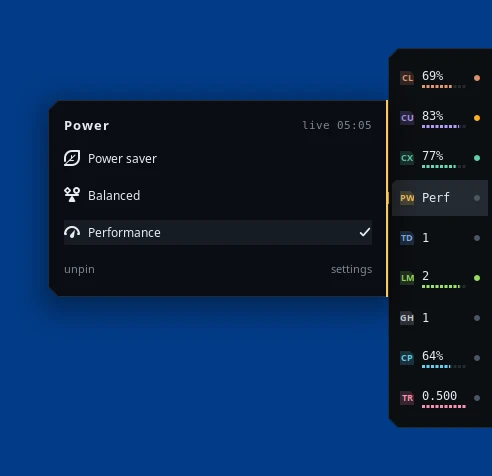 Power live 05:05
Power saver
Balanced
Performance
unpin settings
CL 69%
CU 83%
CX 77%
PW Perf
TD 1
LM 2
GH 1
CP 64%
TR 0.500